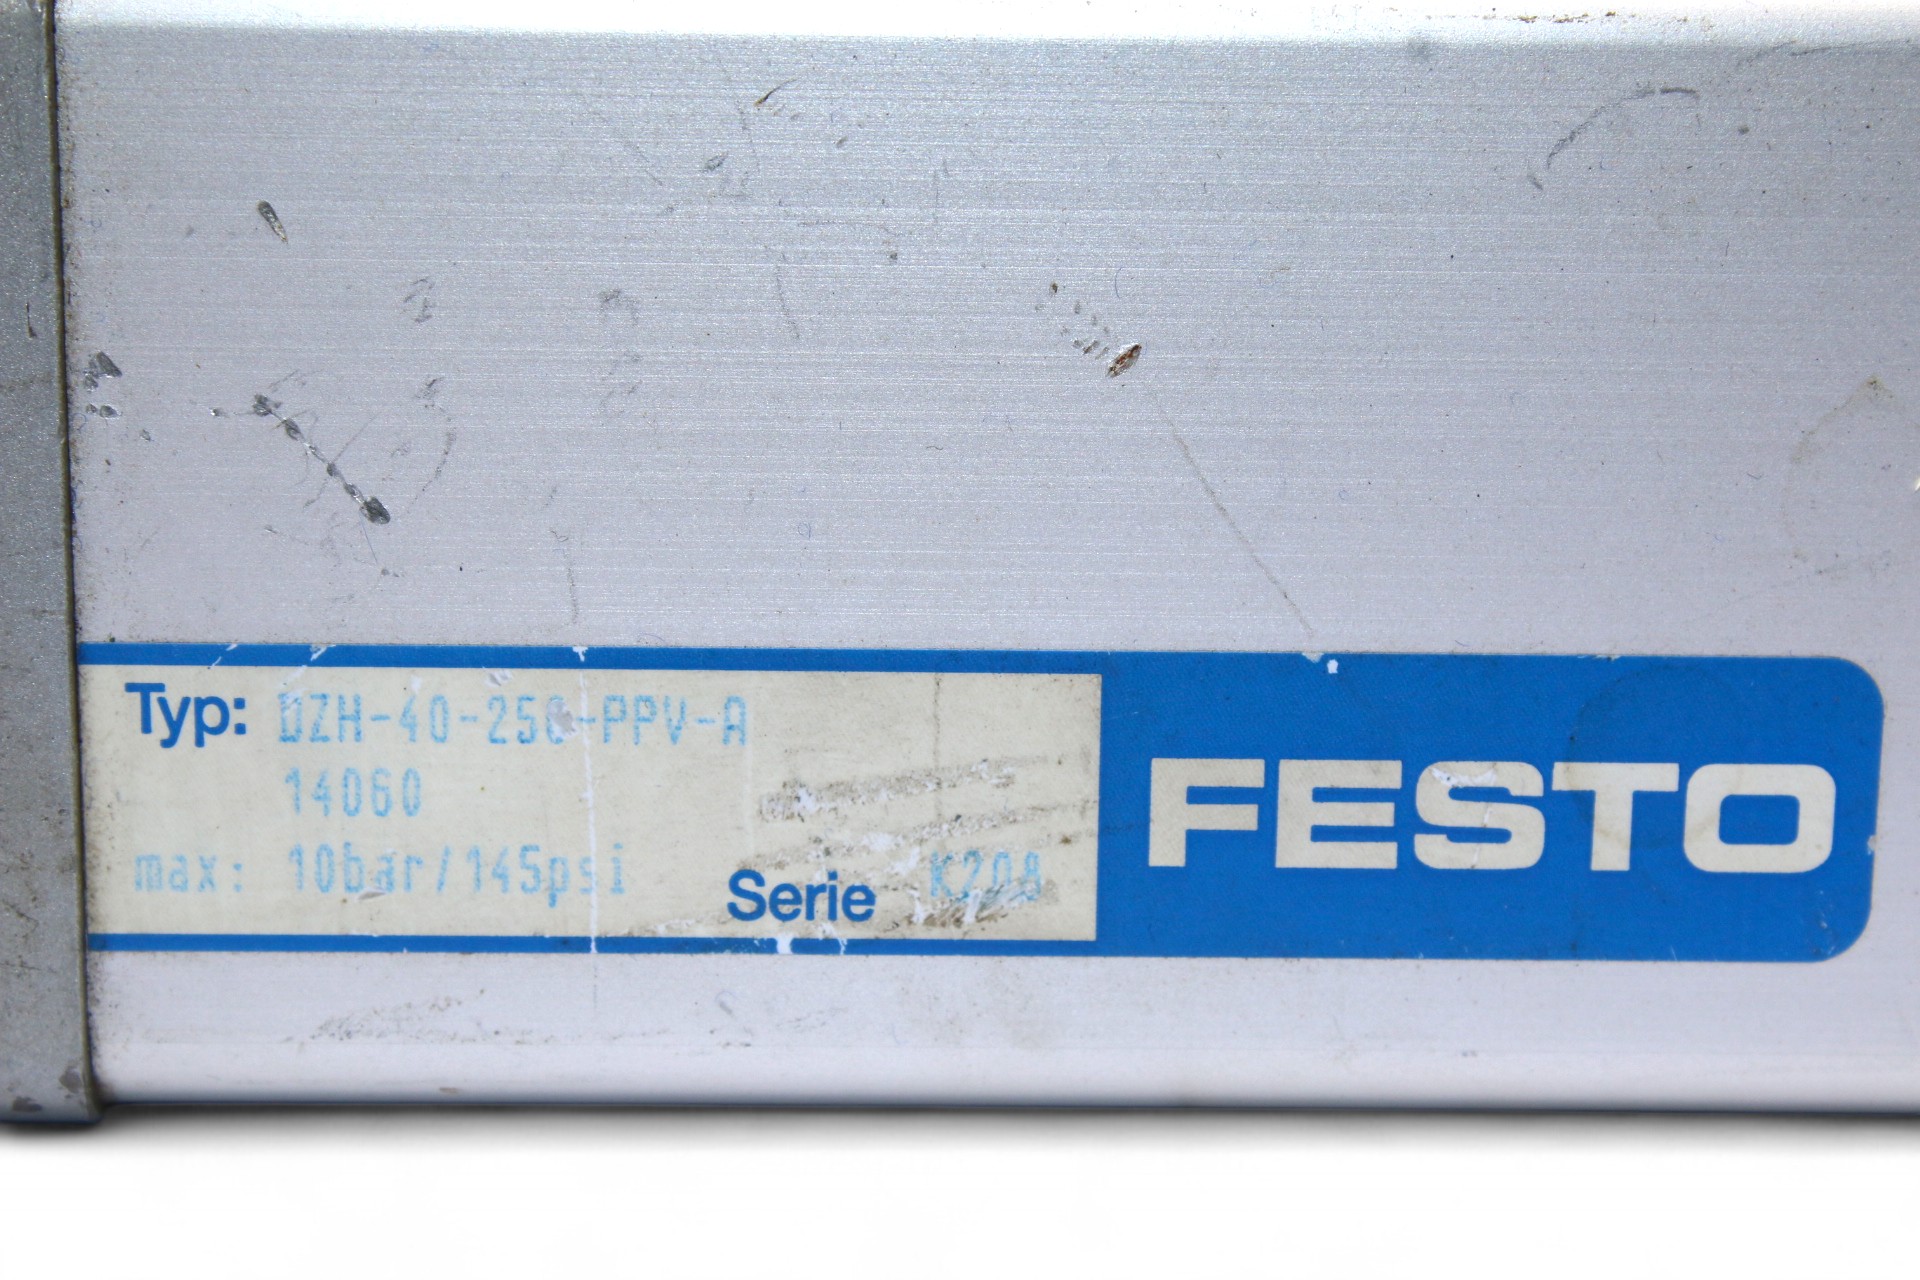 Typ: DZH-40-250-PPV-A
14060
max: 10bar/145psi
Serie K208
FESTO